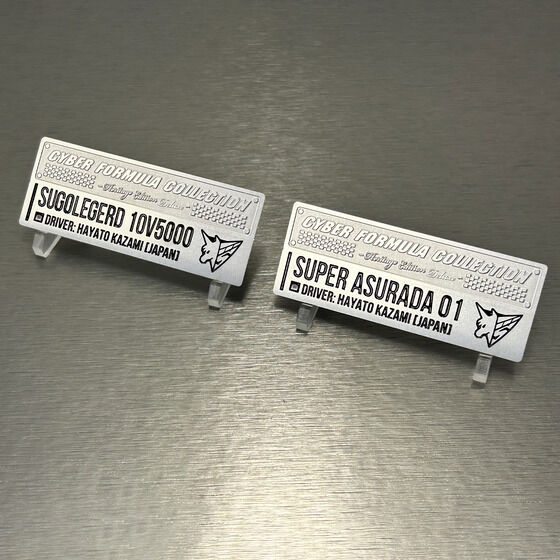 CYBER FORMULA COLLECTION
-Heritage Edition Deluxe-
SUGOLEGERD 10V5000
DRIVER: HAYATO KAZAMI [JAPAN]
CYBER FORMULA COLLECTION
-Heritage Edition Deluxe-
SUPER ASURADA 01
DRIVER: HAYATO KAZAMI [JAPAN]